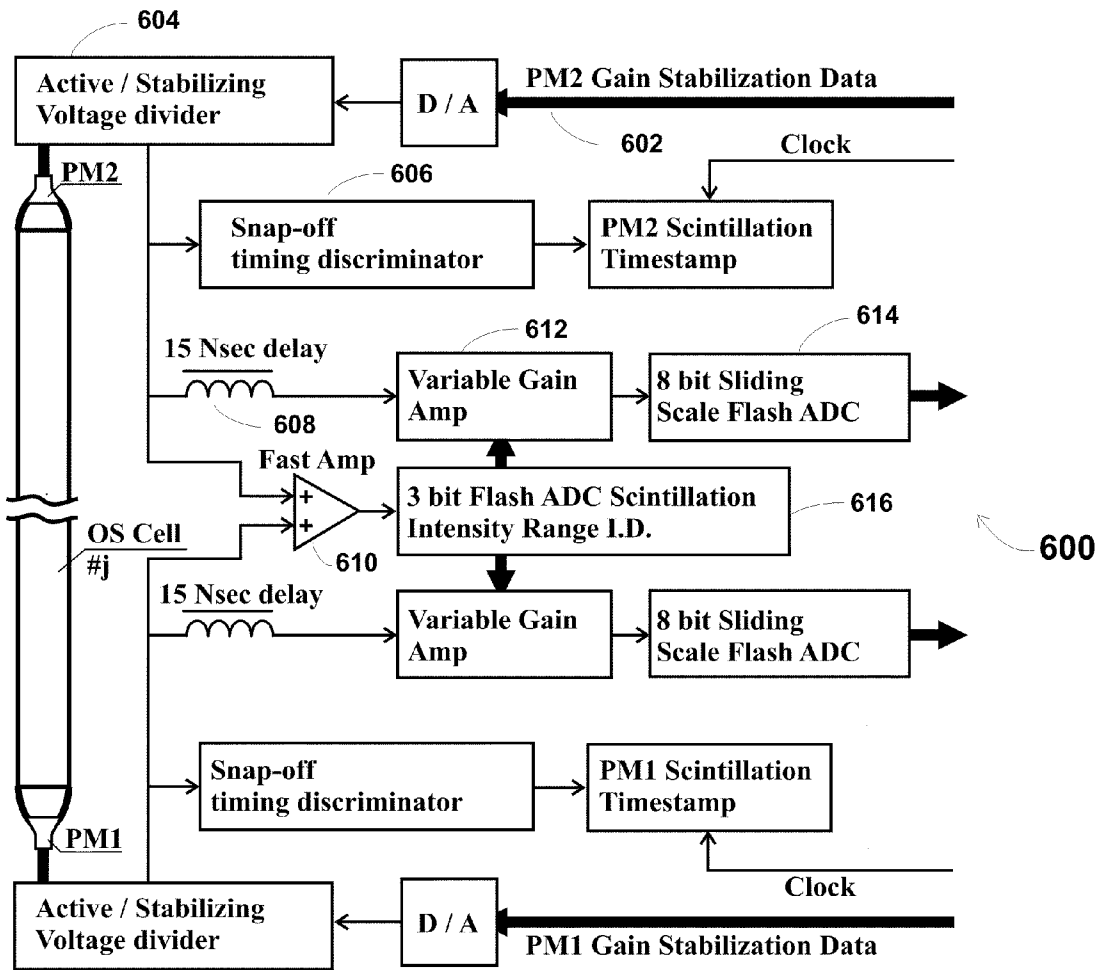 604
Active / Stabilizing
Voltage divider
D / A
PM2 Gain Stabilization Data
602
Clock
PM2
606
Snap-off
timing discriminator
PM2 Scintillation
Timestamp
15 Nsec delay
608
612
Variable Gain
Amp
614
8 bit Sliding
Scale Flash ADC
Fast Amp
+
+
610
3 bit Flash ADC Scintillation
Intensity Range I.D.
616
600
OS Cell
#j
15 Nsec delay
Variable Gain
Amp
8 bit Sliding
Scale Flash ADC
Snap-off
timing discriminator
PM1 Scintillation
Timestamp
PM1
Clock
Active / Stabilizing
Voltage divider
D / A
PM1 Gain Stabilization Data